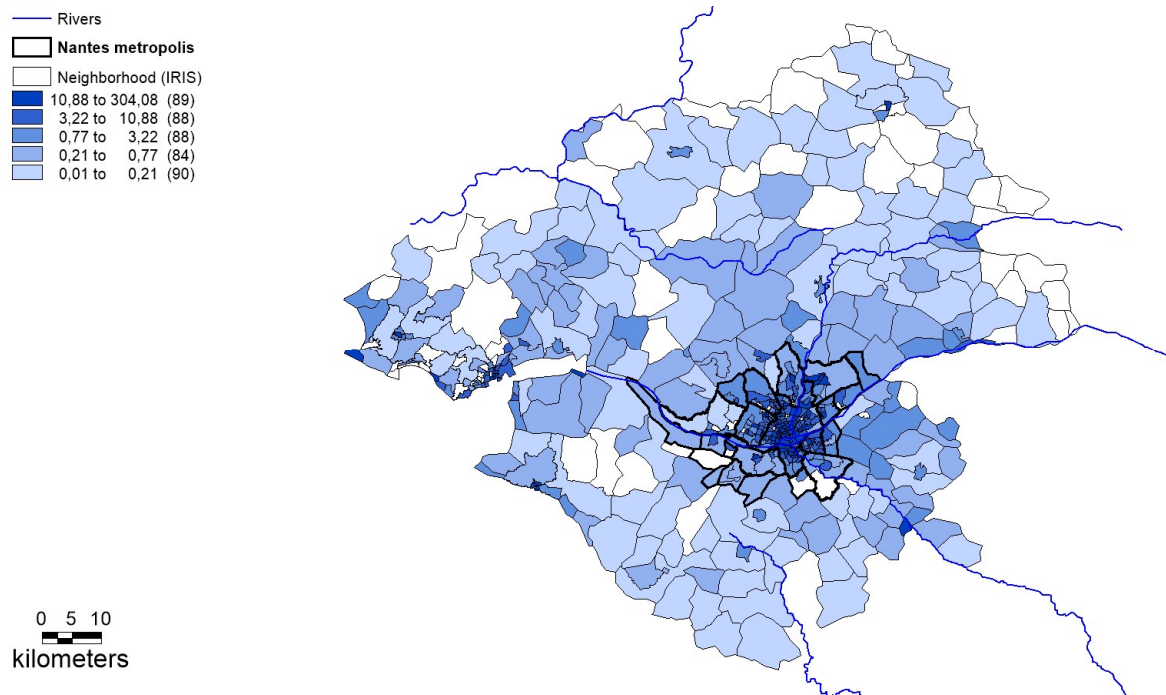 Rivers
Nantes metropolis
Neighborhood (IRIS)
10,88 to 304,08 (89)
3,22 to 10,88 (88)
0,77 to 3,22 (88)
0,21 to 0,77 (84)
0,01 to 0,21 (90)
0 5 10
kilometers